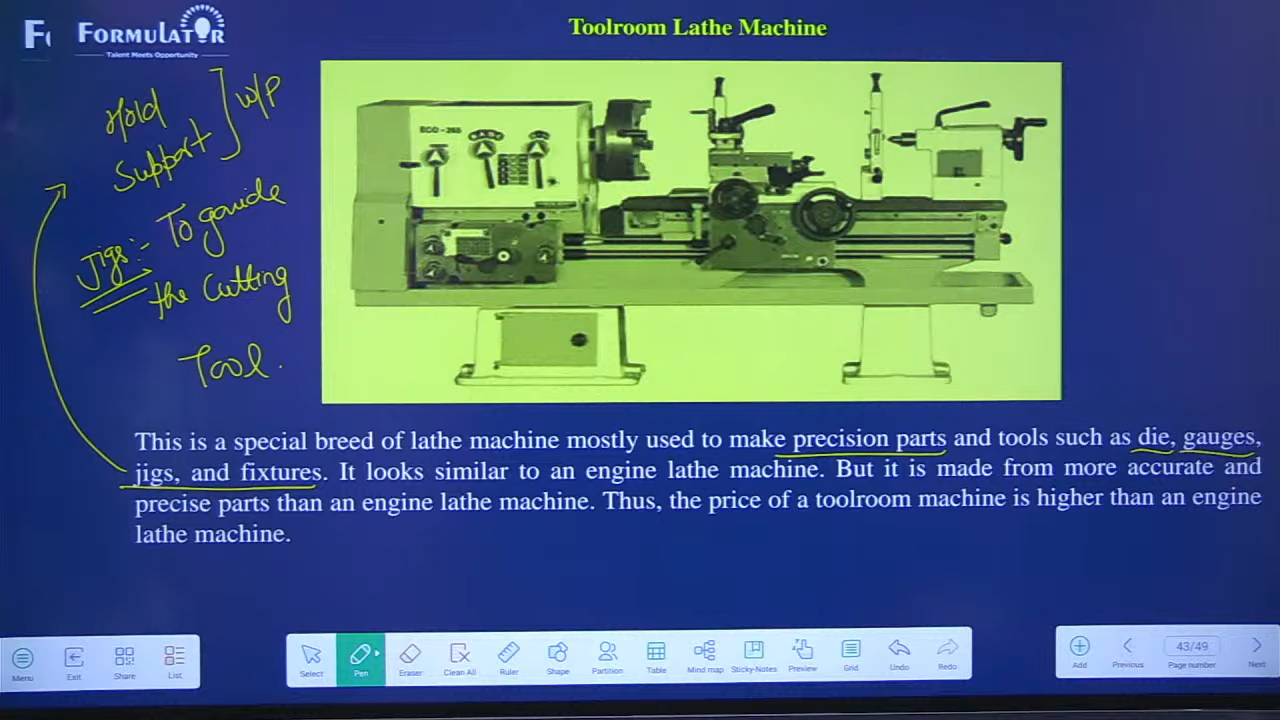 F
FORMULATOR
Talent Meets Opportunity
Toolroom Lathe Machine
Hold
Support
W/P
Jigs :- To gauide
the Cutting
Tool.
ECO-265
This is a special breed of lathe machine mostly used to make precision parts and tools such as die, gauges,
jigs, and fixtures. It looks similar to an engine lathe machine. But it is made from more accurate and
precise parts than an engine lathe machine. Thus, the price of a toolroom machine is higher than an engine
lathe machine.
Menu
Exit
Share
List
Select
Pen
Eraser
Clean All
Ruler
Shape
Partition
Table
Mind map
Sticky-Notes
Preview
Grid
Undo
Redo
Add
Previous
43/49
Page number
Next